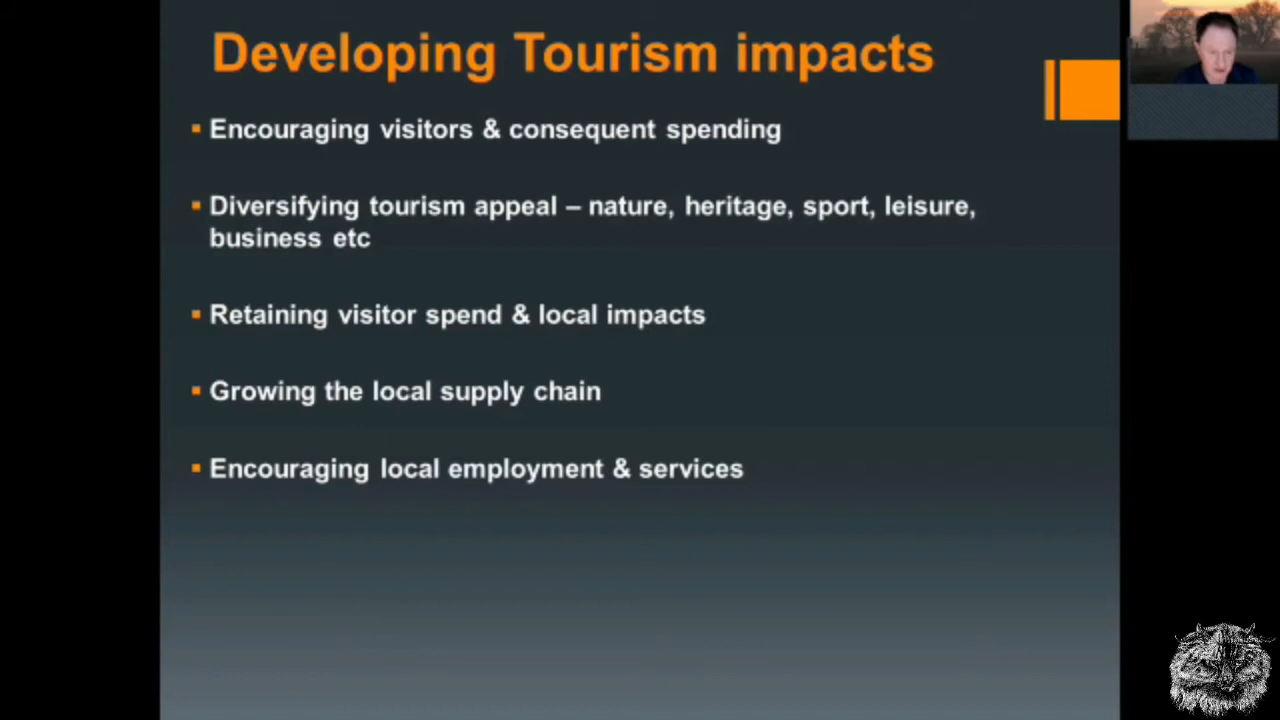 Developing Tourism impacts
Encouraging visitors & consequent spending
Diversifying tourism appeal – nature, heritage, sport, leisure,
business etc
Retaining visitor spend & local impacts
Growing the local supply chain
Encouraging local employment & services